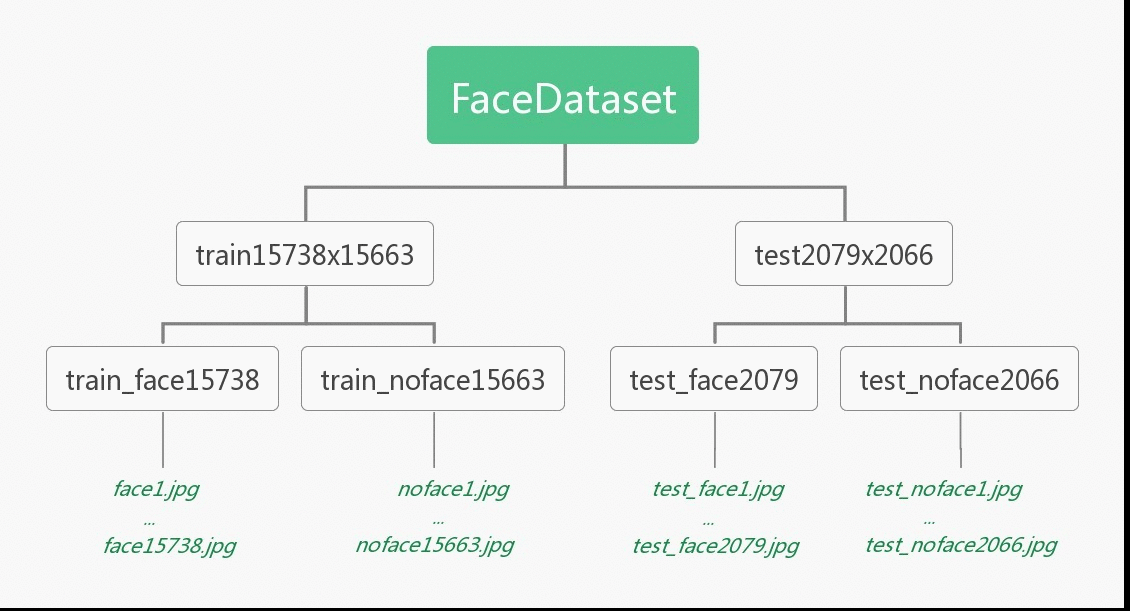 FaceDataset
train15738x15663
test2079x2066
train_face15738
train_noface15663
test_face2079
test_noface2066
face1.jpg
...
face15738.jpg
noface1.jpg
...
noface15663.jpg
test_face1.jpg
...
test_face2079.jpg
test_noface1.jpg
...
test_noface2066.jpg